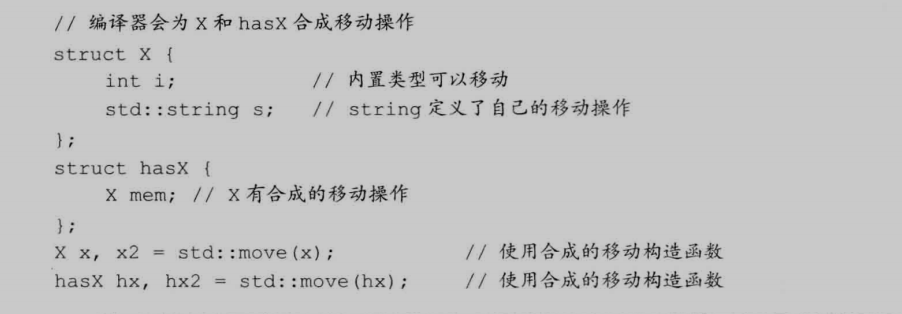 // 编译器会为 X 和 hasX 合成移动操作
struct X {
    int i;              // 内置类型可以移动
    std::string s;   // string 定义了自己的移动操作
};
struct hasX {
    X mem; // X 有合成的移动操作
};
X x, x2 = std::move(x);            // 使用合成的移动构造函数
hasX hx, hx2 = std::move(hx);      // 使用合成的移动构造函数